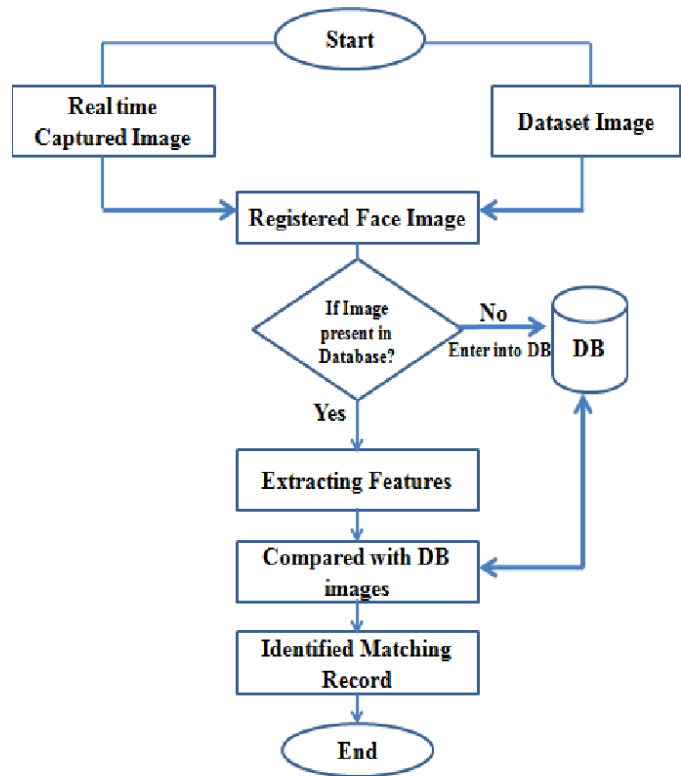 Start
Real time
Captured Image
Dataset Image
Registered Face Image
If Image
present in
Database?
No
Enter into DB
DB
Yes
Extracting Features
Compared with DB
images
Identified Matching
Record
End